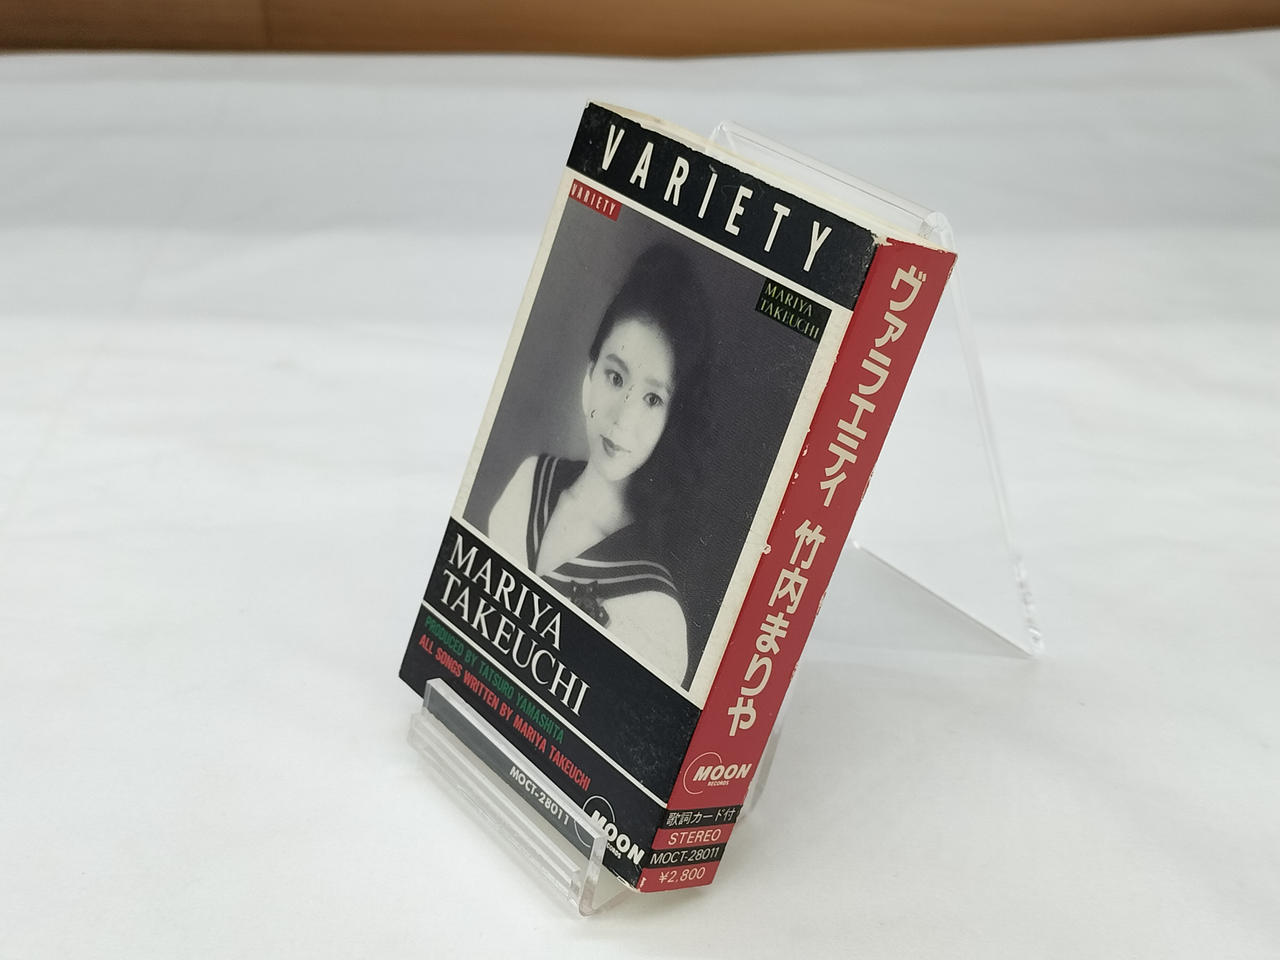 VARIETY
VARIETY
MARIYA
TAKEUCHI
MARIYA
TAKEUCHI
PRODUCED BY TATSURO YAMASHITA
ALL SONGS WRITTEN BY MARIYA TAKEUCHI
MOCT-28011
MOON
RECORDS
ヴァラエティ 竹内まりや
MOON
RECORDS
歌詞カード付
STEREO
MOCT-28011
¥2,800